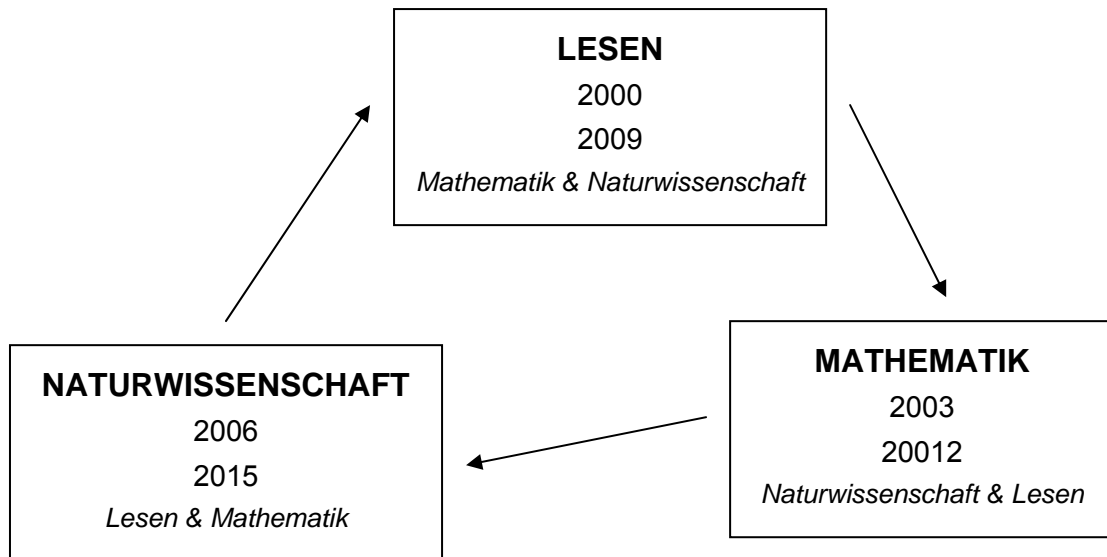 LESEN
2000
2009
Mathematik & Naturwissenschaft
MATHEMATIK
2003
20012
Naturwissenschaft & Lesen
NATURWISSENSCHAFT
2006
2015
Lesen & Mathematik